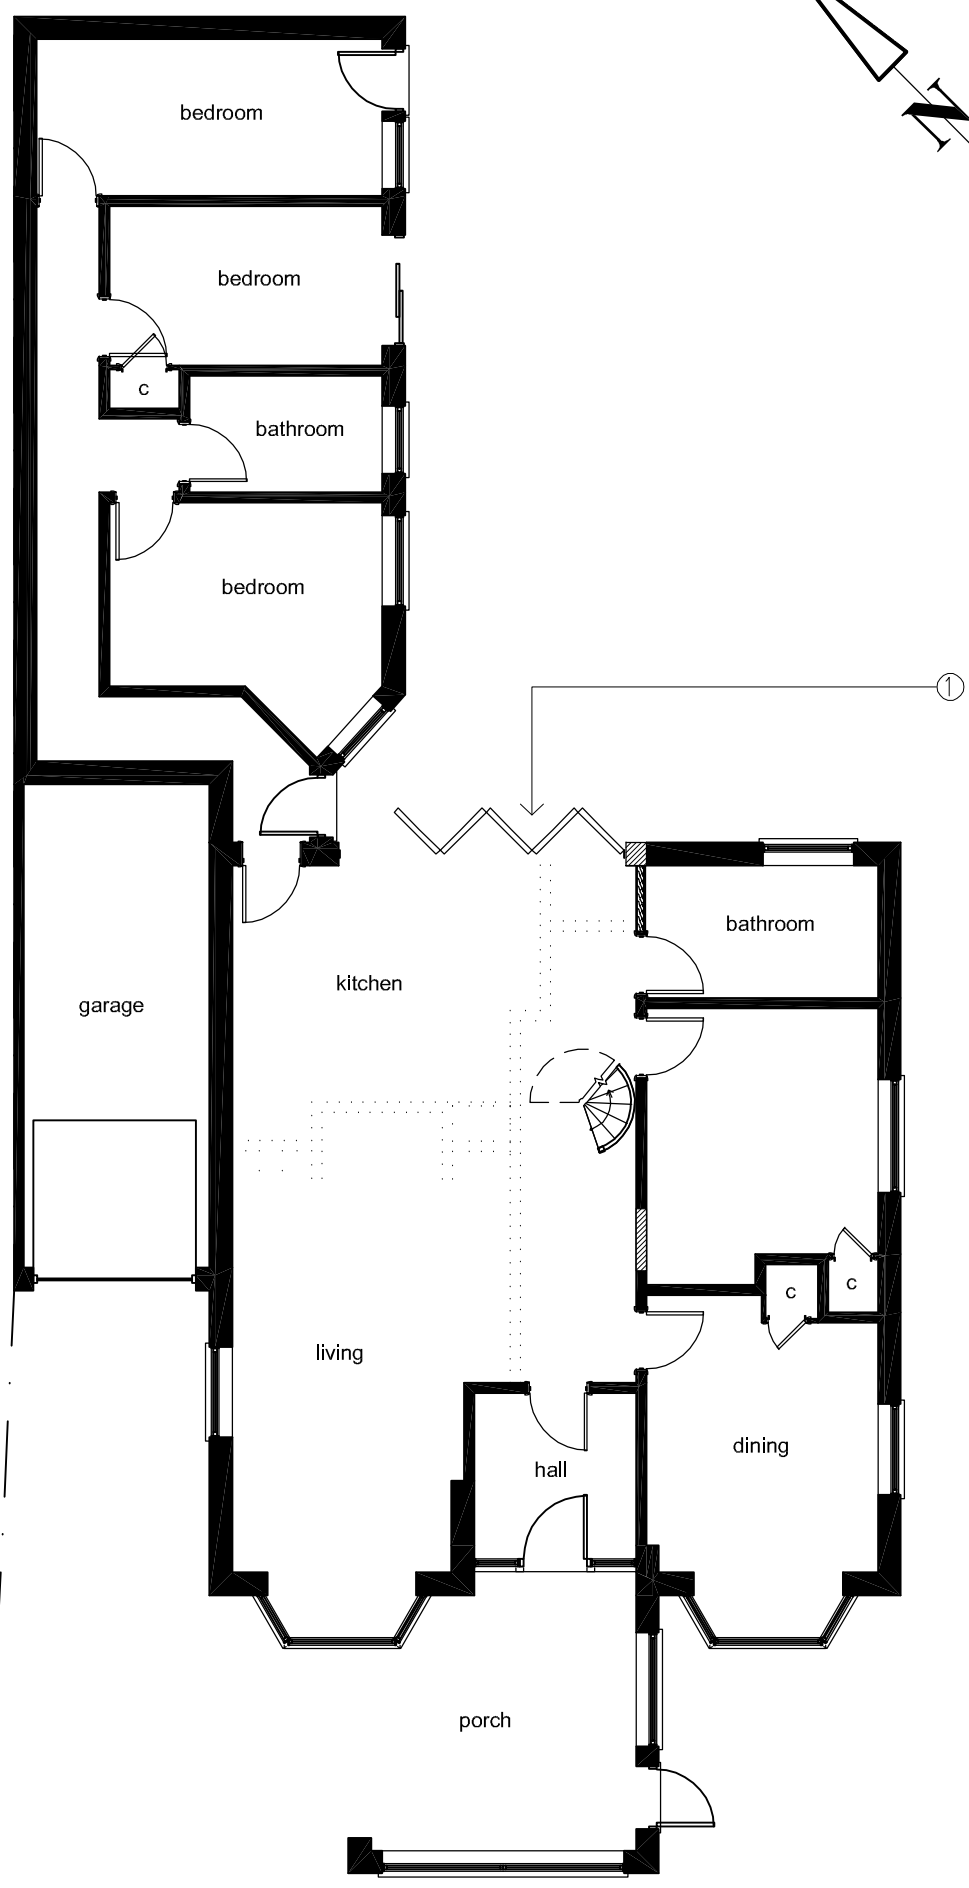 N
bedroom
bedroom
c
bathroom
bedroom
1
bathroom
kitchen
garage
c
c
living
dining
hall
porch